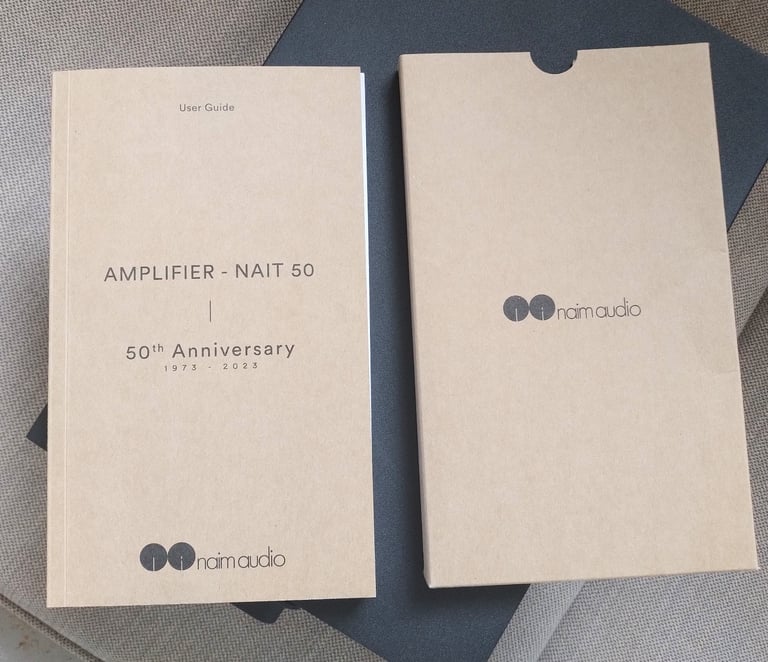 User Guide
AMPLIFIER - NAIT 50
50th Anniversary
1973 - 2023
naim audio
naim audio